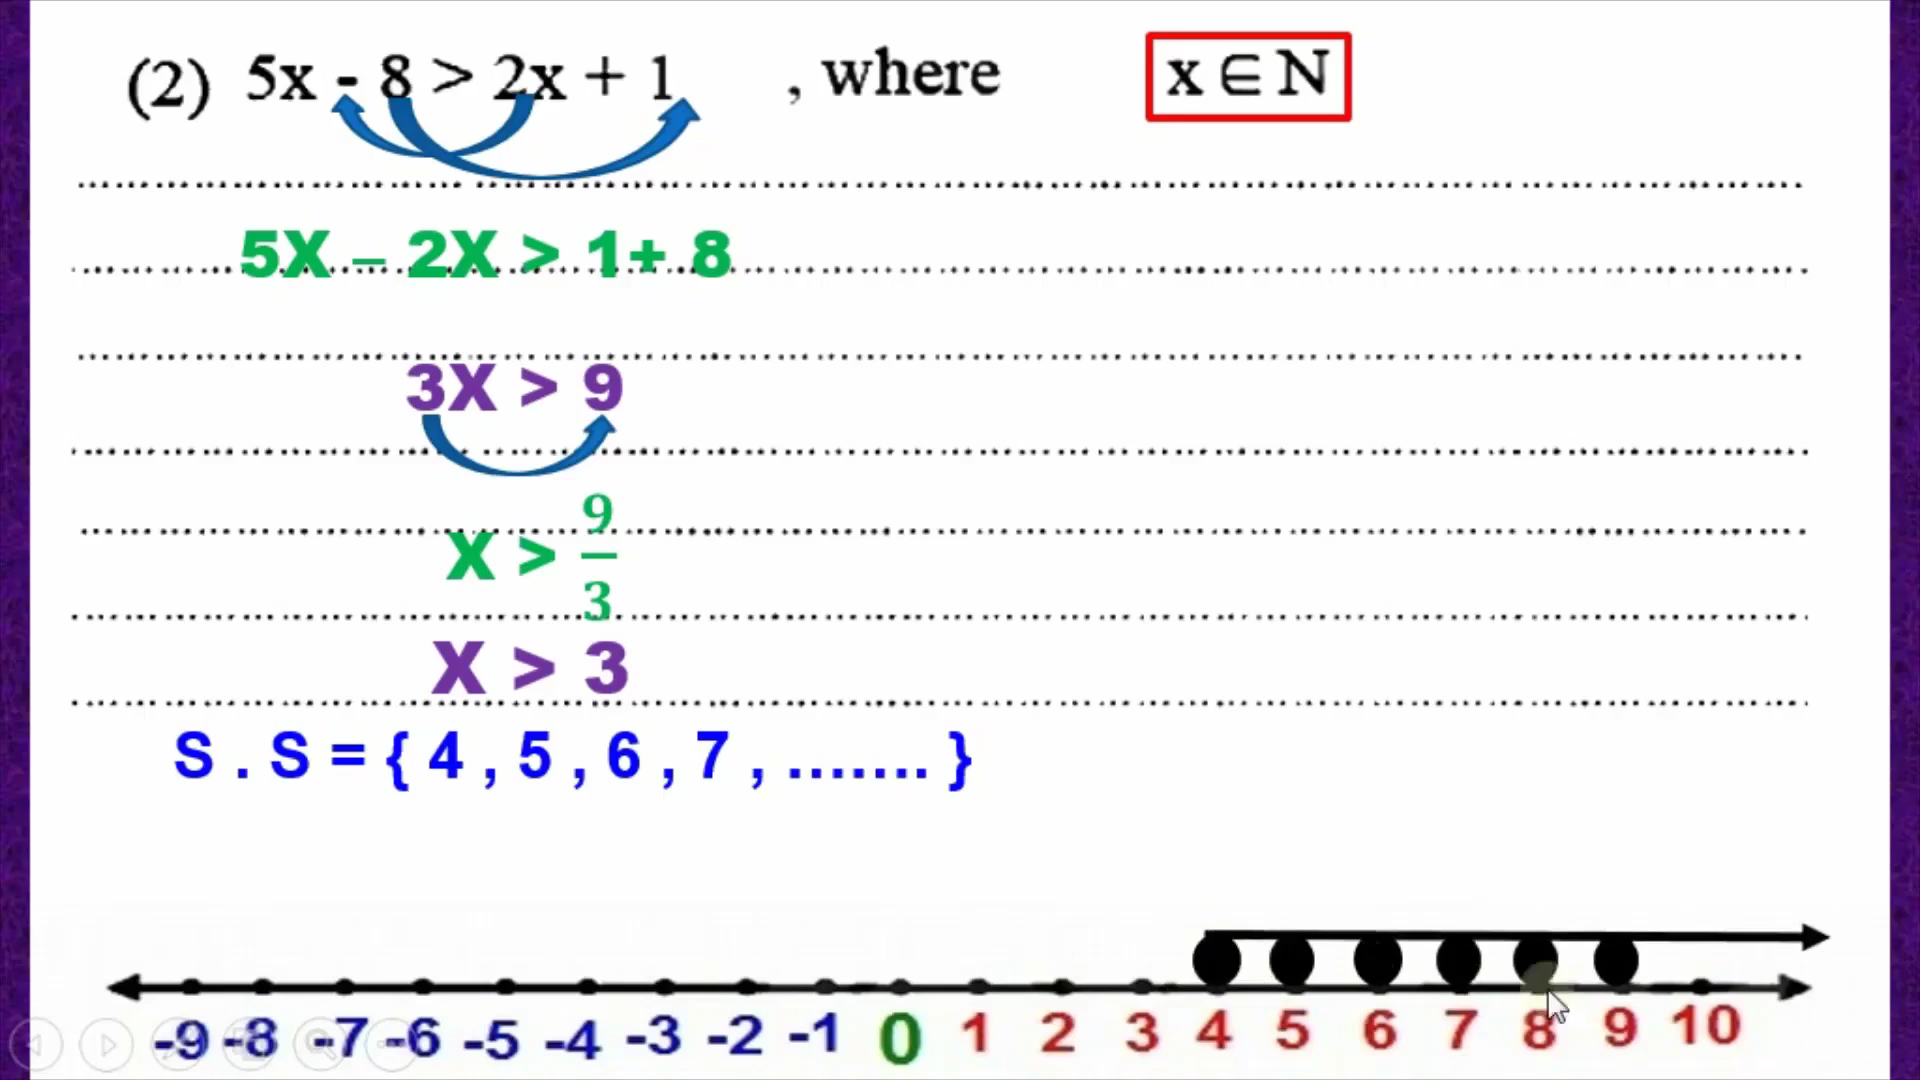 (2) 5x - 8 > 2x + 1 , where x ∈ N
5X – 2X > 1+ 8
3X > 9
X > 9/3
X > 3
S . S = { 4 , 5 , 6 , 7 , ....... }
-9 -8 -7 -6 -5 -4 -3 -2 -1 0 1 2 3 4 5 6 7 8 9 10